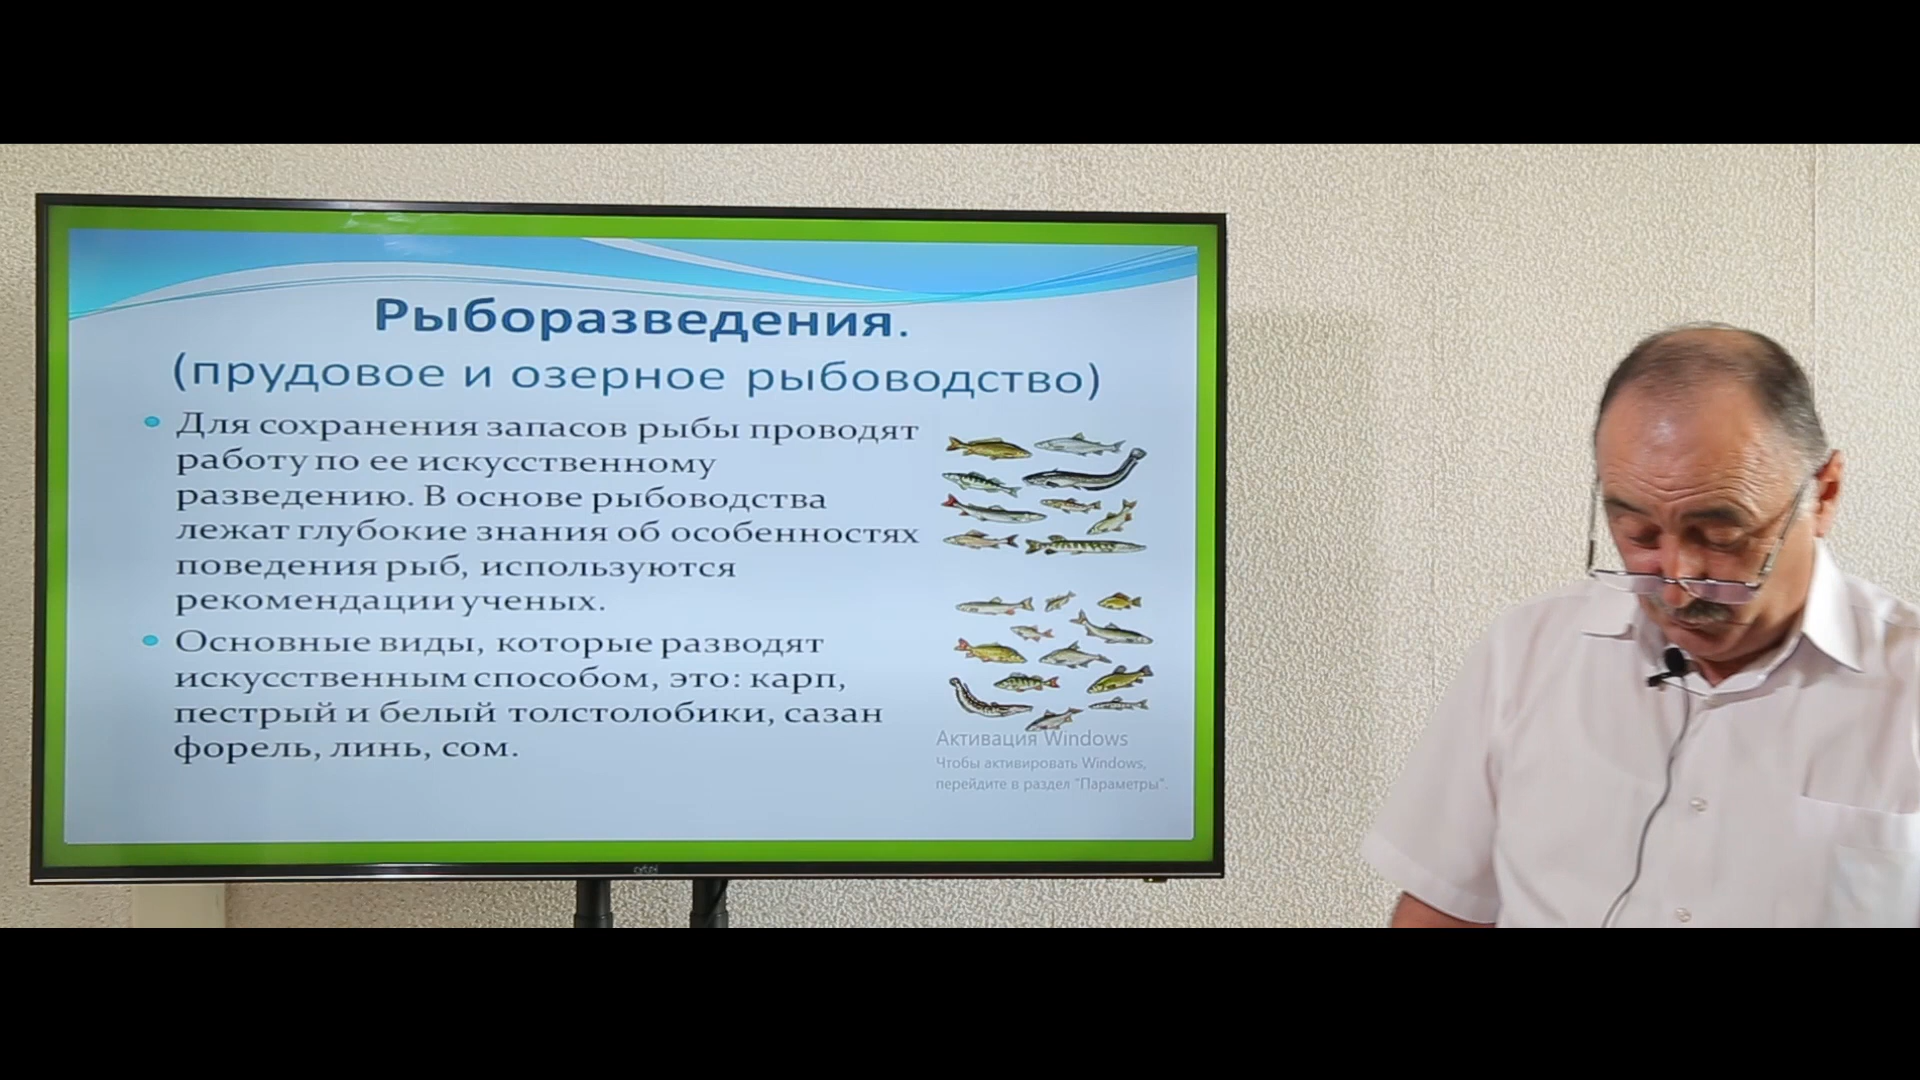 Рыборазведения.
(прудовое и озерное рыбоводство)
Для сохранения запасов рыбы проводят
работу по ее искусственному
разведению. В основе рыбоводства
лежат глубокие знания об особенностях
поведения рыб, используются
рекомендации ученых.
Основные виды, которые разводят
искусственным способом, это: карп,
пестрый и белый толстолобики, сазан
форель, линь, сом.
Активация Windows
Чтобы активировать Windows,
перейдите в раздел "Параметры".